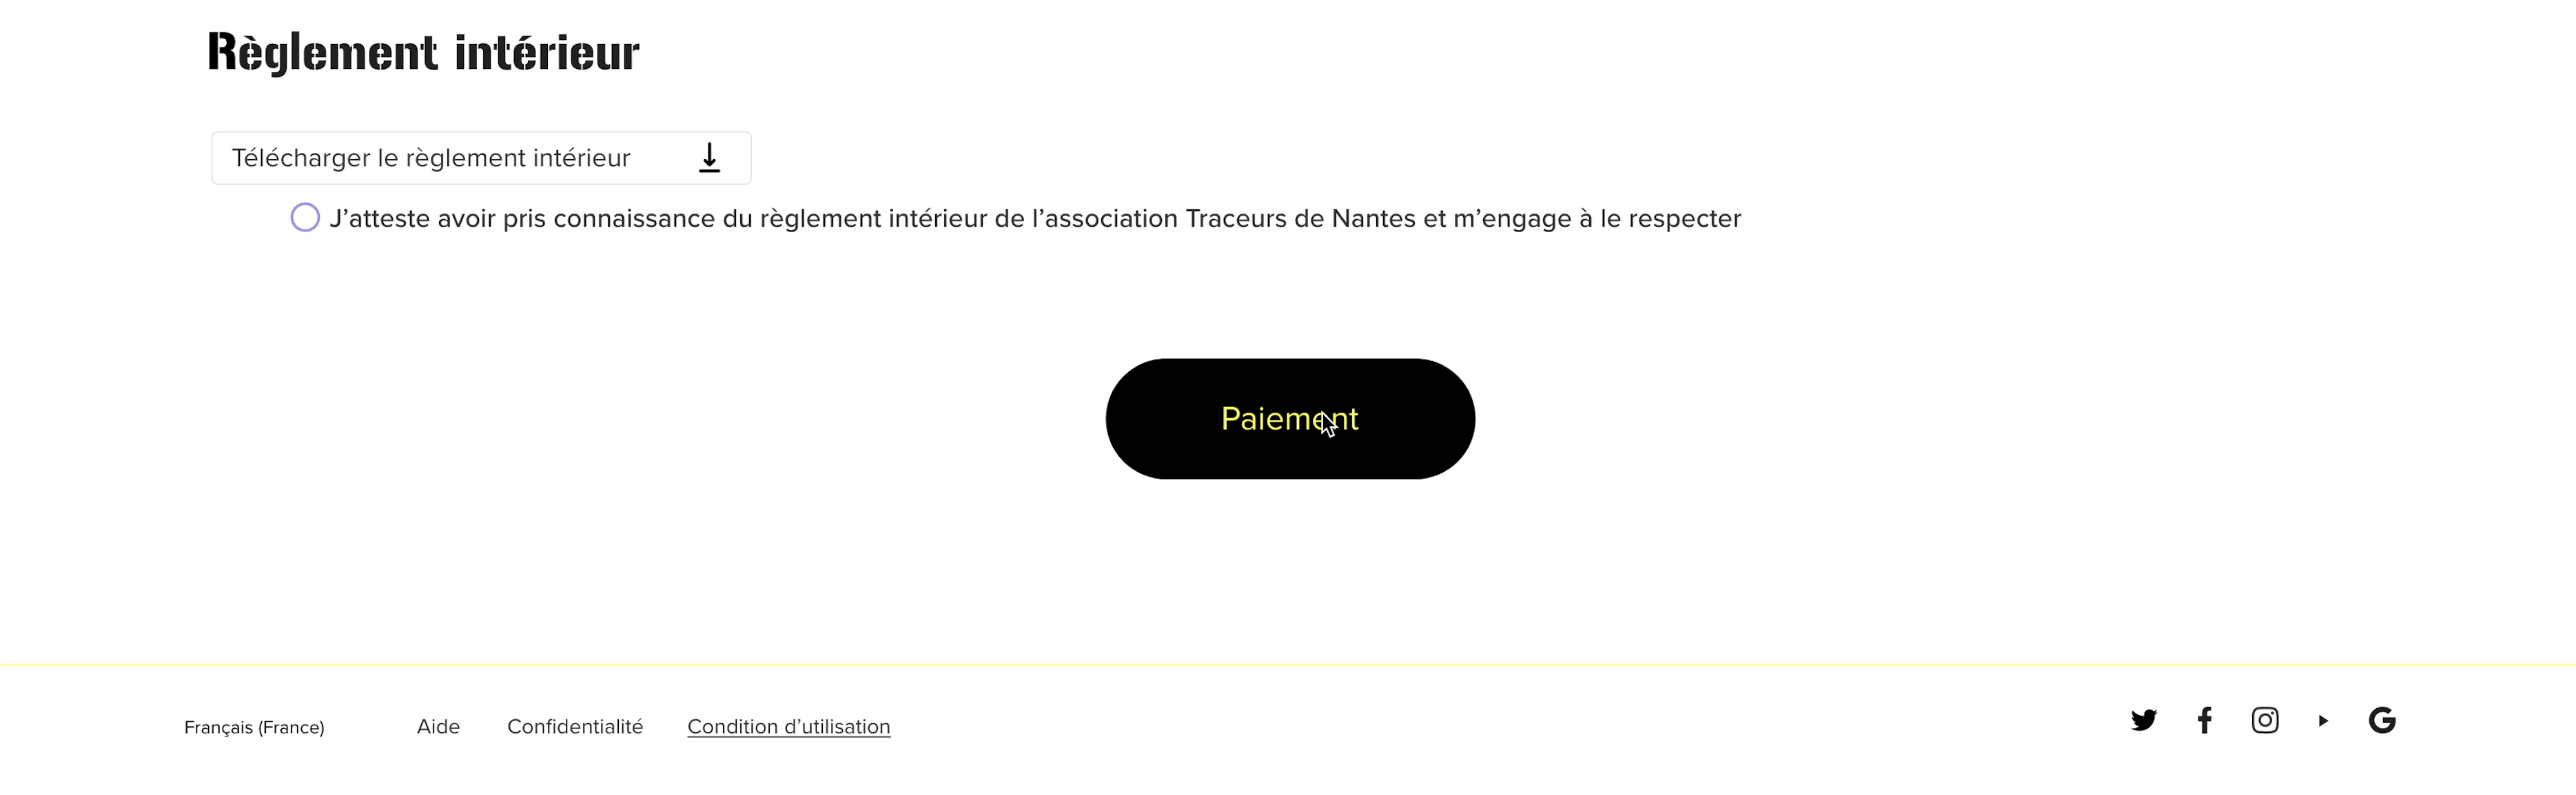 Règlement intérieur
Télécharger le règlement intérieur
J’atteste avoir pris connaissance du règlement intérieur de l’association Traceurs de Nantes et m’engage à le respecter
Paiement
Français (France) Aide Confidentialité Condition d’utilisation